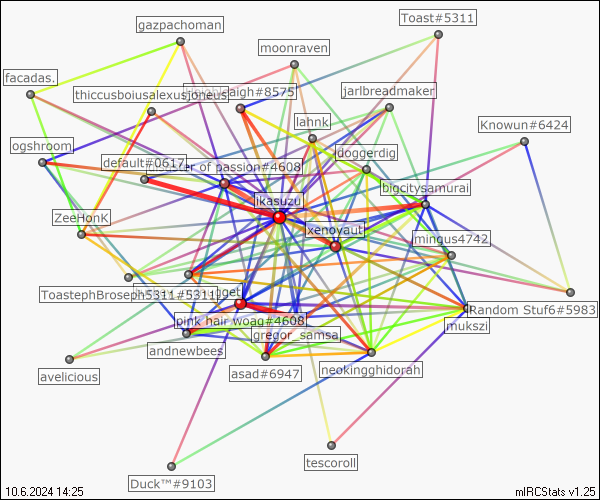 gazpachoman
Toast#5311
moonraven
facadas.
thiccusboiusalexusjoneus
aigh#8575
jarlbreadmaker
lahnk
Knowun#6424
ogshroom
default#0617
er of passion#4608
doggerdig
bigcitysamurai
ikasuzu
ZeeHonK
xenoyaut
mingus4742
ToastephBroseph5311#5311
gget
Random Stuf6#5983
pink hair woag#4608
mukszi
gregor_samsa
andnewbees
neokingghidorah
avelicious
asad#6947
tescoroll
Duck™#9103
10.6.2024 14:25
mIRCStats v1.25